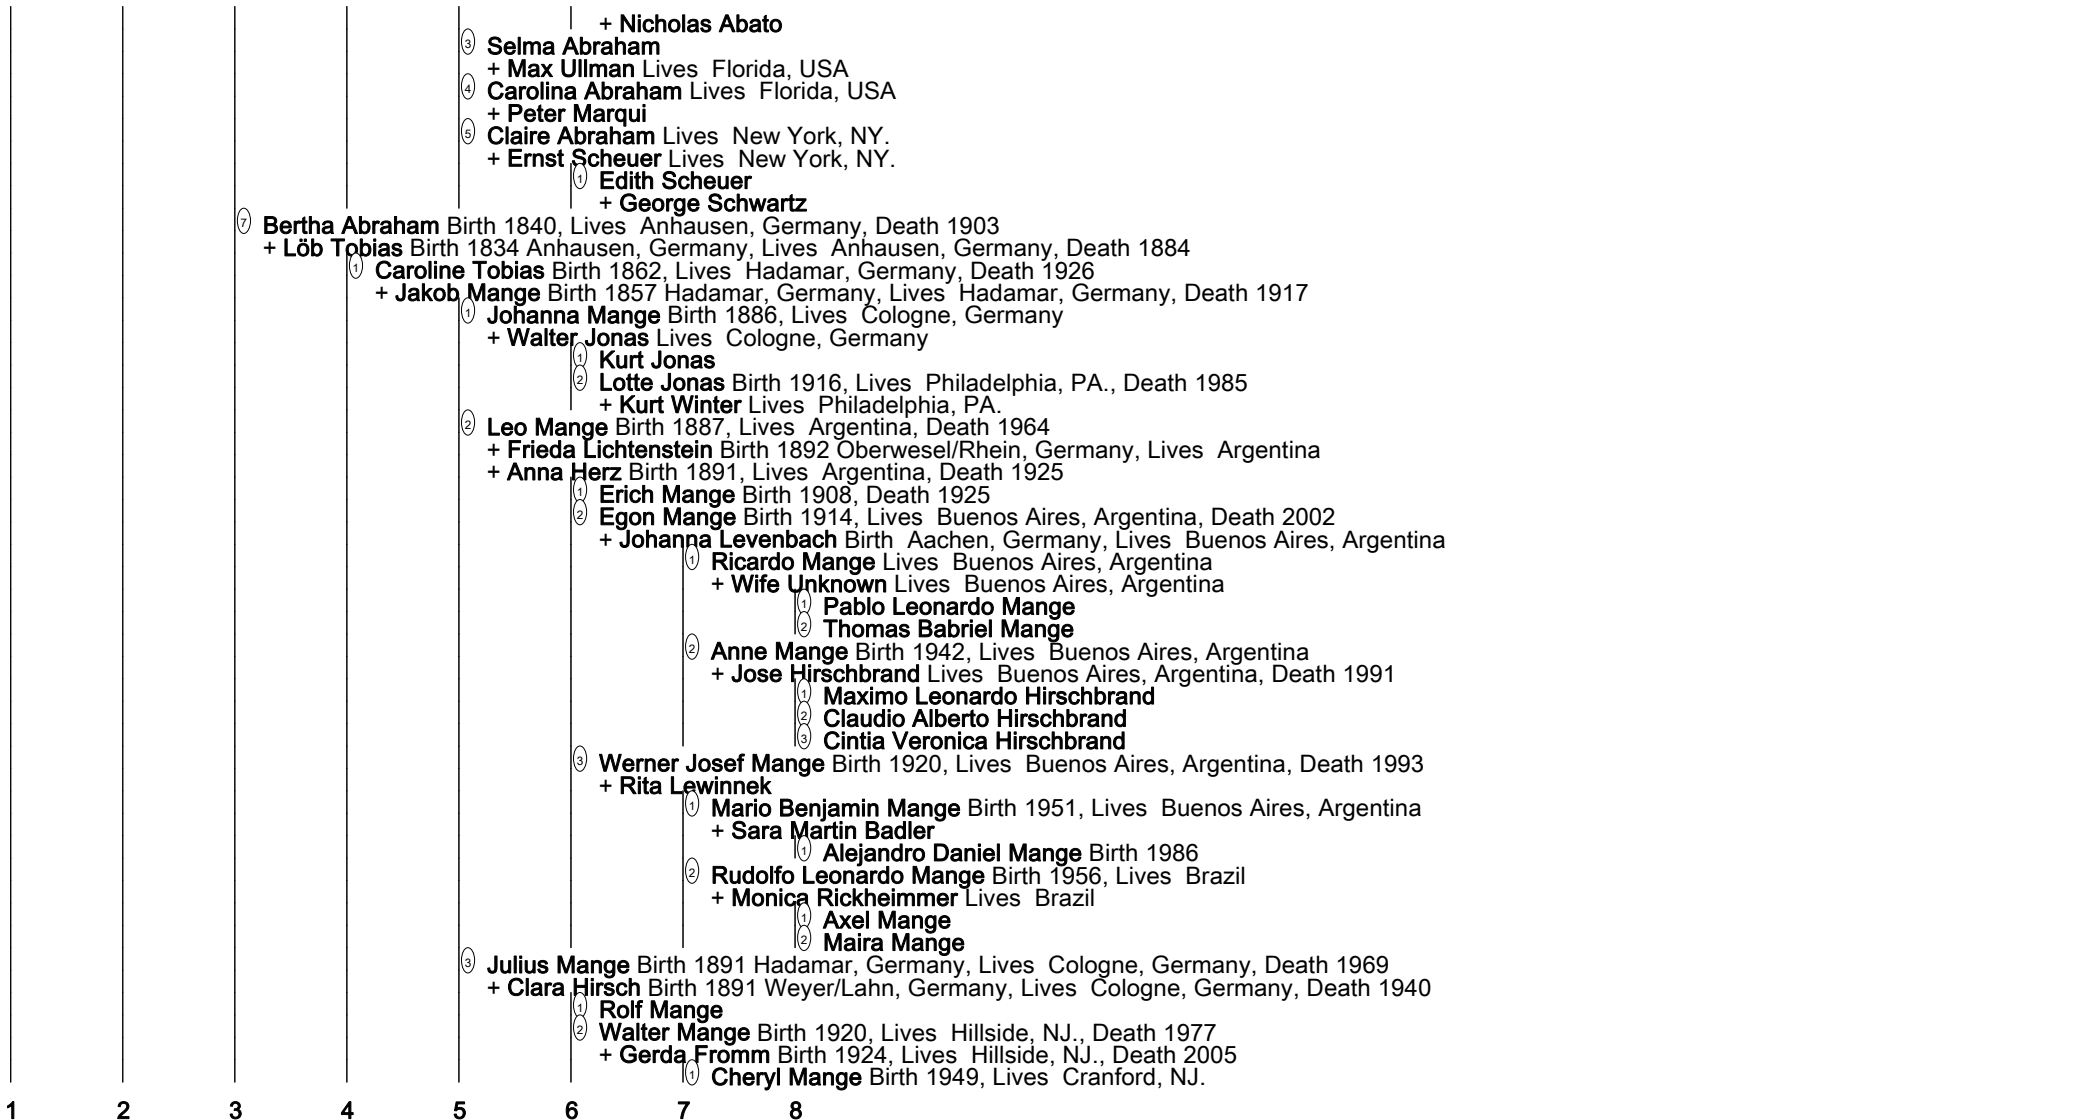 + Nicholas Abato
3 Selma Abraham
+ Max Ullman Lives  Florida, USA
4 Carolina Abraham Lives  Florida, USA
+ Peter Marqui
5 Claire Abraham Lives  New York, NY.
+ Ernst Scheuer Lives  New York, NY.
1 Edith Scheuer
+ George Schwartz
7 Bertha Abraham Birth 1840, Lives  Anhausen, Germany, Death 1903
+ Löb Tobias Birth 1834 Anhausen, Germany, Lives  Anhausen, Germany, Death 1884
1 Caroline Tobias Birth 1862, Lives  Hadamar, Germany, Death 1926
+ Jakob Mange Birth 1857 Hadamar, Germany, Lives  Hadamar, Germany, Death 1917
1 Johanna Mange Birth 1886, Lives  Cologne, Germany
+ Walter Jonas Lives  Cologne, Germany
1 Kurt Jonas
2 Lotte Jonas Birth 1916, Lives  Philadelphia, PA., Death 1985
+ Kurt Winter Lives  Philadelphia, PA.
2 Leo Mange Birth 1887, Lives  Argentina, Death 1964
+ Frieda Lichtenstein Birth 1892 Oberwesel/Rhein, Germany, Lives  Argentina
+ Anna Herz Birth 1891, Lives  Argentina, Death 1925
1 Erich Mange Birth 1908, Death 1925
2 Egon Mange Birth 1914, Lives  Buenos Aires, Argentina, Death 2002
+ Johanna Levenbach Birth  Aachen, Germany, Lives  Buenos Aires, Argentina
1 Ricardo Mange Lives  Buenos Aires, Argentina
+ Wife Unknown Lives  Buenos Aires, Argentina
1 Pablo Leonardo Mange
2 Thomas Babriel Mange
2 Anne Mange Birth 1942, Lives  Buenos Aires, Argentina
+ Jose Hirschbrand Lives  Buenos Aires, Argentina, Death 1991
1 Maximo Leonardo Hirschbrand
2 Claudio Alberto Hirschbrand
3 Cintia Veronica Hirschbrand
3 Werner Josef Mange Birth 1920, Lives  Buenos Aires, Argentina, Death 1993
+ Rita Lewinnek
1 Mario Benjamin Mange Birth 1951, Lives  Buenos Aires, Argentina
+ Sara Martin Badler
1 Alejandro Daniel Mange Birth 1986
2 Rudolfo Leonardo Mange Birth 1956, Lives  Brazil
+ Monica Rickheimmer Lives  Brazil
1 Axel Mange
2 Maira Mange
3 Julius Mange Birth 1891 Hadamar, Germany, Lives  Cologne, Germany, Death 1969
+ Clara Hirsch Birth 1891 Weyer/Lahn, Germany, Lives  Cologne, Germany, Death 1940
1 Rolf Mange
2 Walter Mange Birth 1920, Lives  Hillside, NJ., Death 1977
+ Gerda Fromm Birth 1924, Lives  Hillside, NJ., Death 2005
1 Cheryl Mange Birth 1949, Lives  Cranford, NJ.
1 2 3 4 5 6 7 8